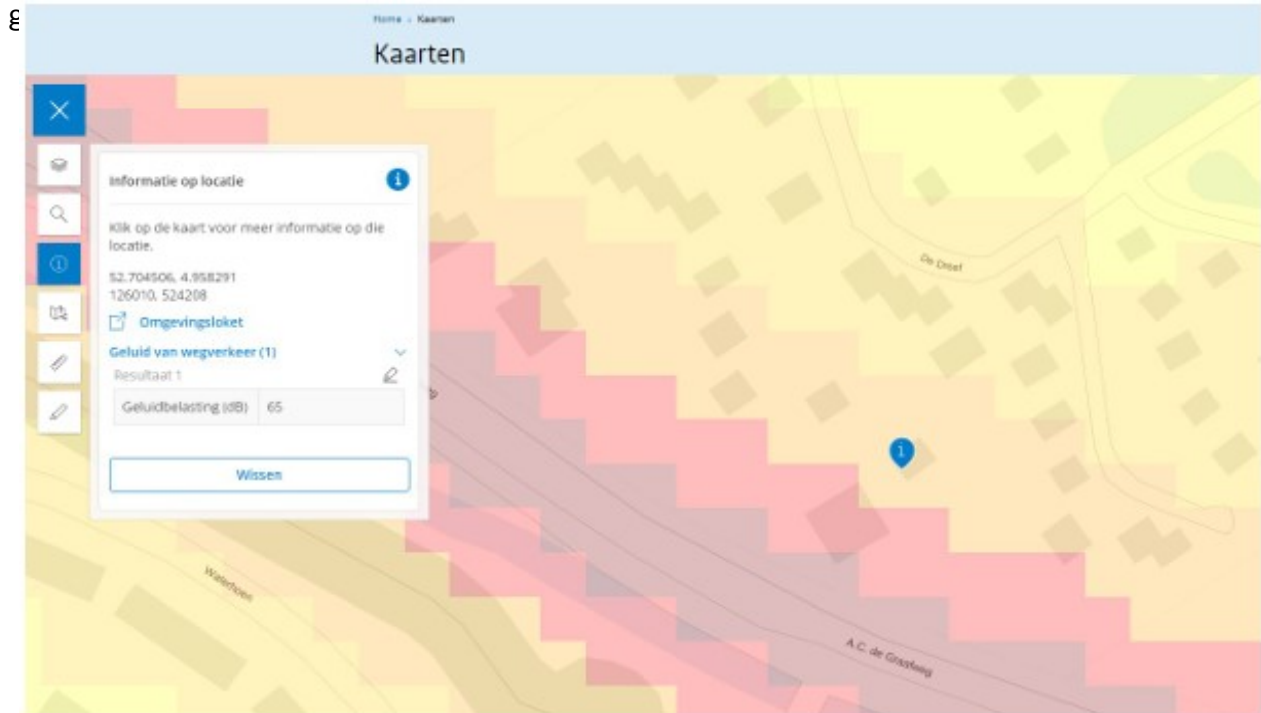 g
Home › Kaarten
Kaarten
Informatie op locatie
Klik op de kaart voor meer informatie op die
locatie.
52.704506, 4.958291
126010, 524208
Omgevingsloket
Geluid van wegverkeer (1)
Resultaat 1
Geluidbelasting (dB) 65
Wissen
De Dreef
Waterhoen
A.C. de Graafweg